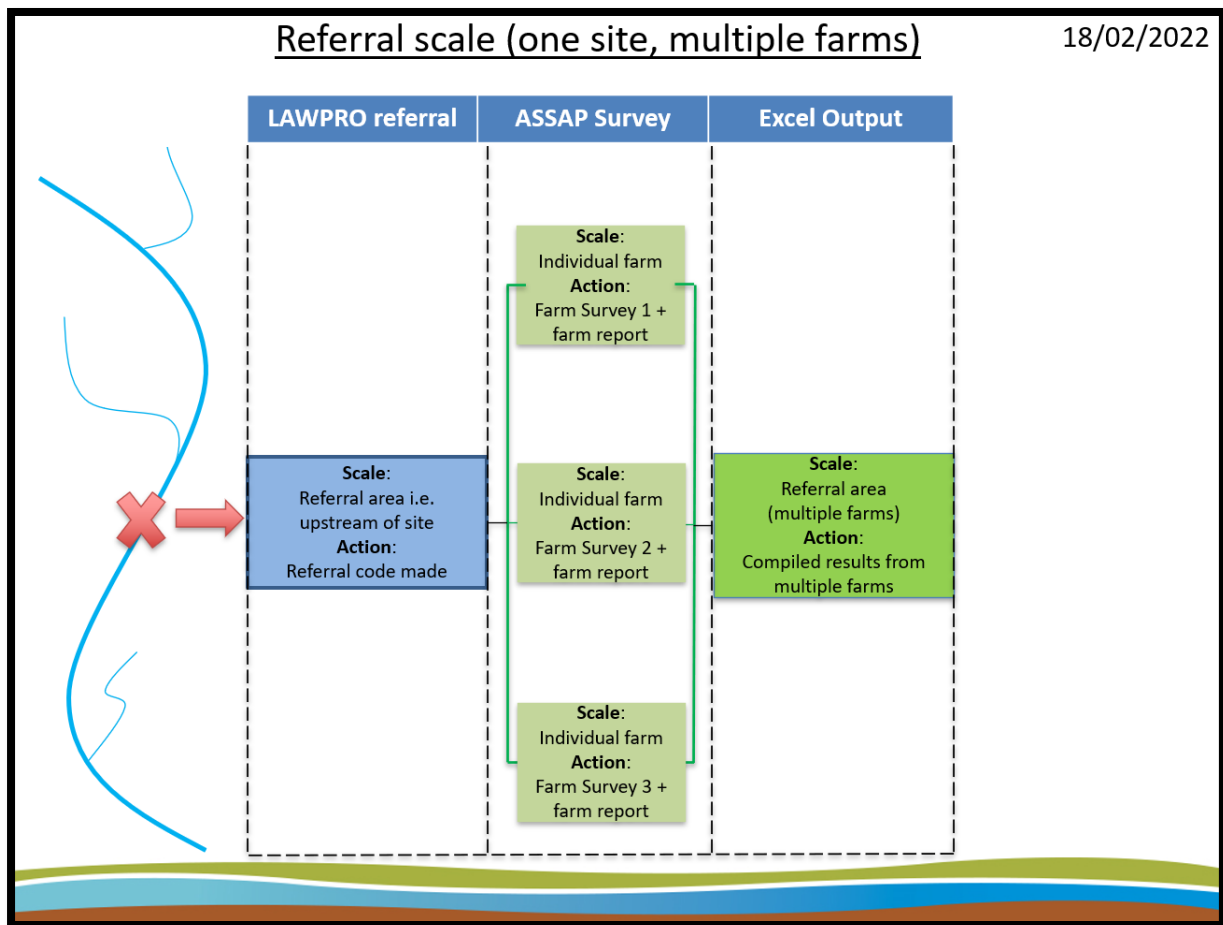 Referral scale (one site, multiple farms)
18/02/2022
LAWPRO referral
ASSAP Survey
Excel Output
Scale:
Referral area i.e.
upstream of site
Action:
Referral code made
Scale:
Individual farm
Action:
Farm Survey 1 +
farm report
Scale:
Individual farm
Action:
Farm Survey 2 +
farm report
Scale:
Individual farm
Action:
Farm Survey 3 +
farm report
Scale:
Referral area
(multiple farms)
Action:
Compiled results from
multiple farms